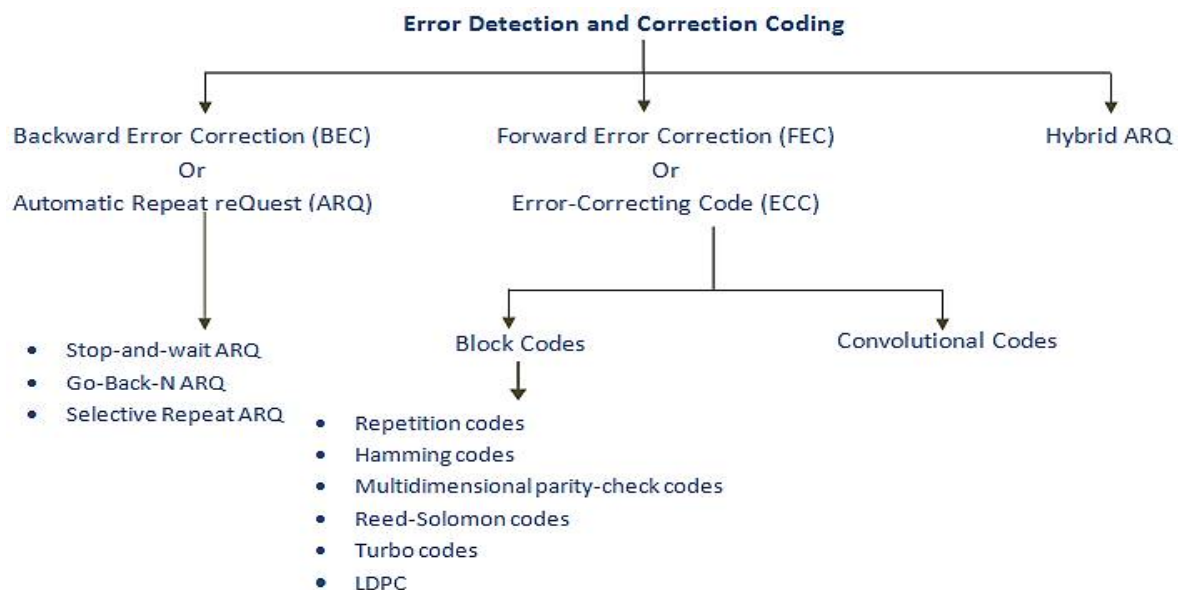 Error Detection and Correction Coding
Backward Error Correction (BEC)
Or
Automatic Repeat reQuest (ARQ)
Forward Error Correction (FEC)
Or
Error-Correcting Code (ECC)
Hybrid ARQ
• Stop-and-wait ARQ
• Go-Back-N ARQ
• Selective Repeat ARQ
Block Codes
Convolutional Codes
• Repetition codes
• Hamming codes
• Multidimensional parity-check codes
• Reed-Solomon codes
• Turbo codes
• LDPC